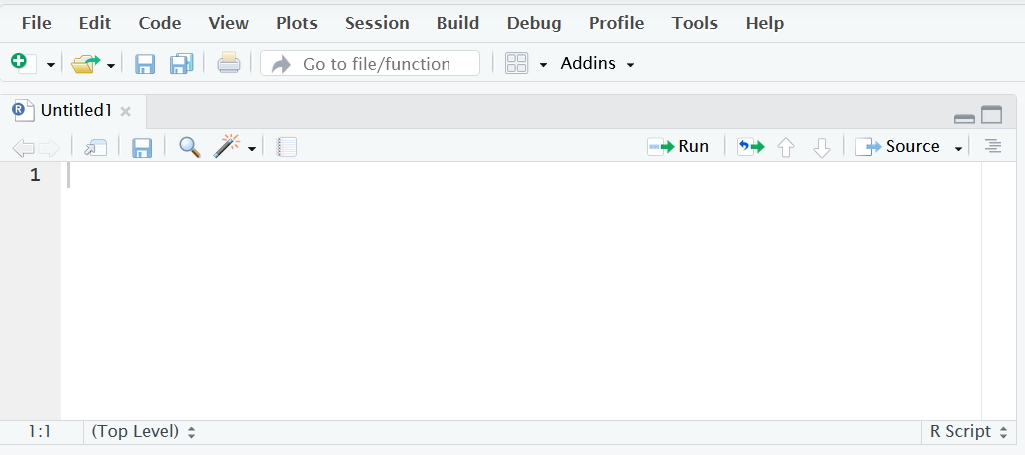 File Edit Code View Plots Session Build Debug Profile Tools Help
Go to file/function Addins
R Untitled1
Run Source
1
1:1 (Top Level) R Script